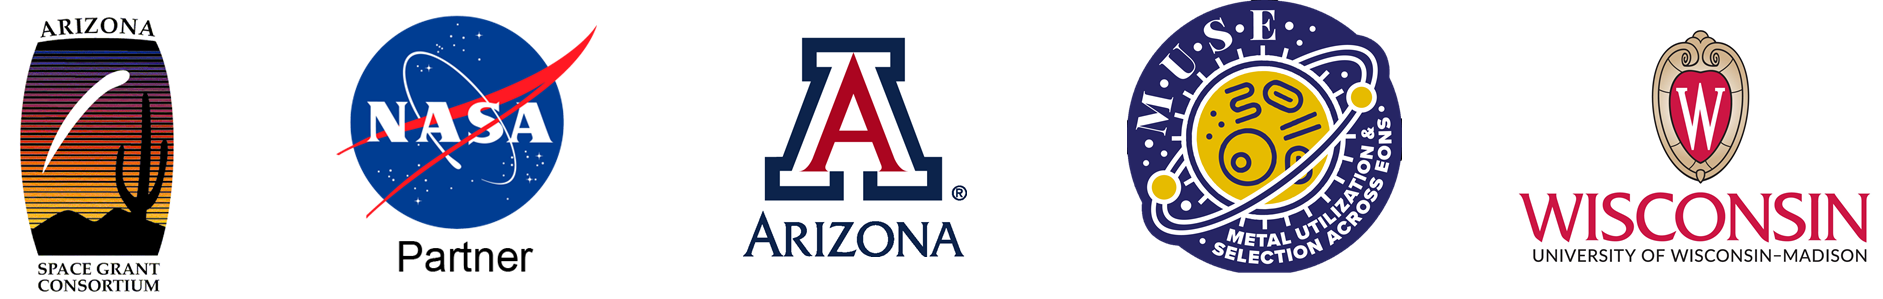 ARIZONA
SPACE GRANT
CONSORTIUM
NASA
Partner
A
®
ARIZONA
M·U·S·E
METAL UTILIZATION &
SELECTION ACROSS EONS
W
WISCONSIN
UNIVERSITY OF WISCONSIN–MADISON